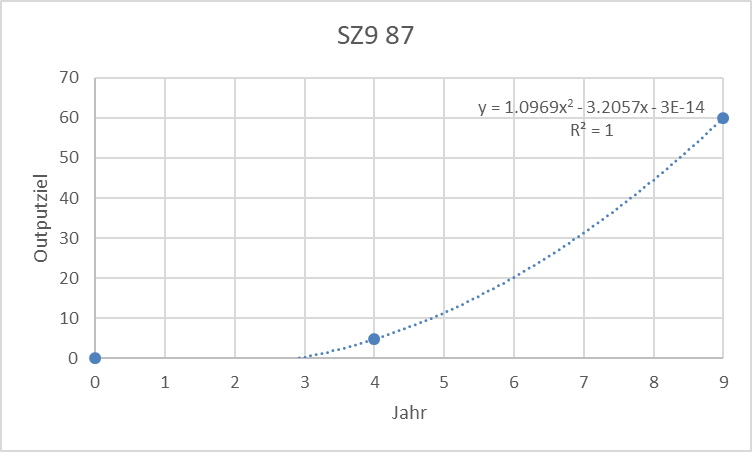 SZ9 87
70
60
50
40
30
20
10
0
y = 1.0969x² - 3.2057x - 3E-14
R² = 1
Outputziel
0 1 2 3 4 5 6 7 8 9
Jahr